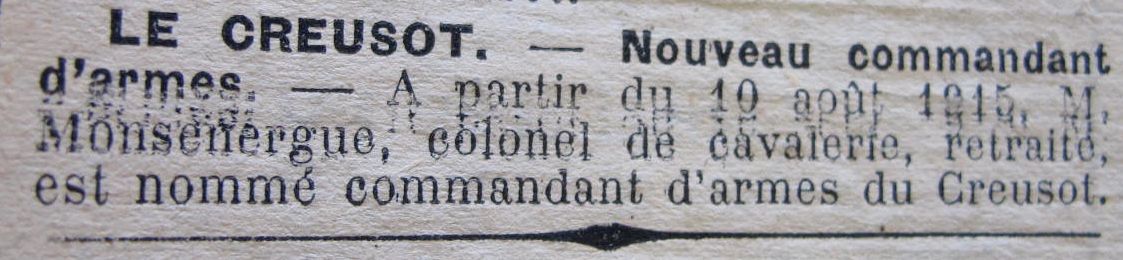 LE CREUSOT. — Nouveau commandant
d'armes. — A partir du 10 août 1915, M.
Monsenergue, colonel de cavalerie, retraité,
est nommé commandant d'armes du Creusot.